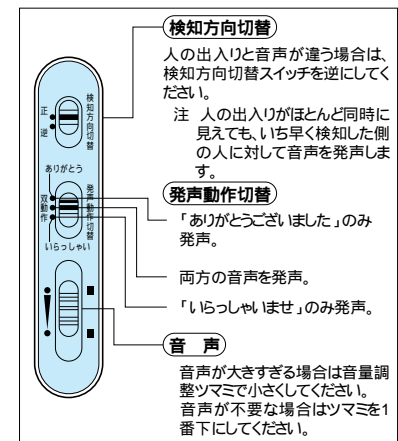 検知方向切替
人の出入りと音声が違う場合は、
検知方向切替スイッチを逆にしてく
ださい。
注 人の出入りがほとんど同時に
見えても、いち早く検知した側
の人に対して音声を発声しま
す。
発声動作切替
「ありがとうございました」のみ
発声。
両方の音声を発声。
「いらっしゃいませ」のみ発声。
音 声
音声が大きすぎる場合は音量調
整ツマミで小さくしてください。
音声が不要な場合はツマミを1
番下にしてください。
正
逆
検知方向切替
ありがとう
双動作
発声動作切替
いらっしゃい